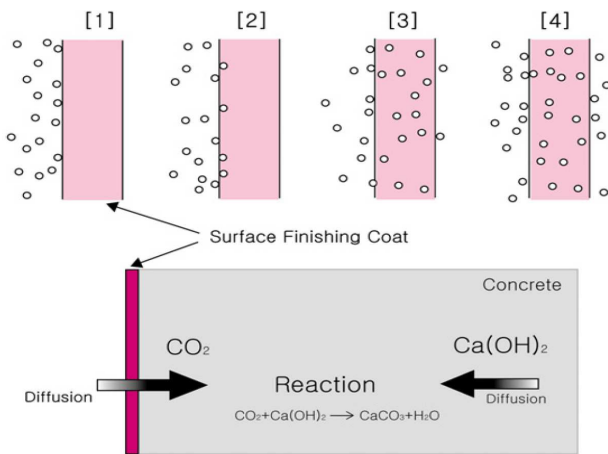 [1] [2] [3] [4]
Surface Finishing Coat
Concrete
CO₂ Ca(OH)₂
Diffusion Reaction Diffusion
CO₂+Ca(OH)₂ → CaCO₃+H₂O